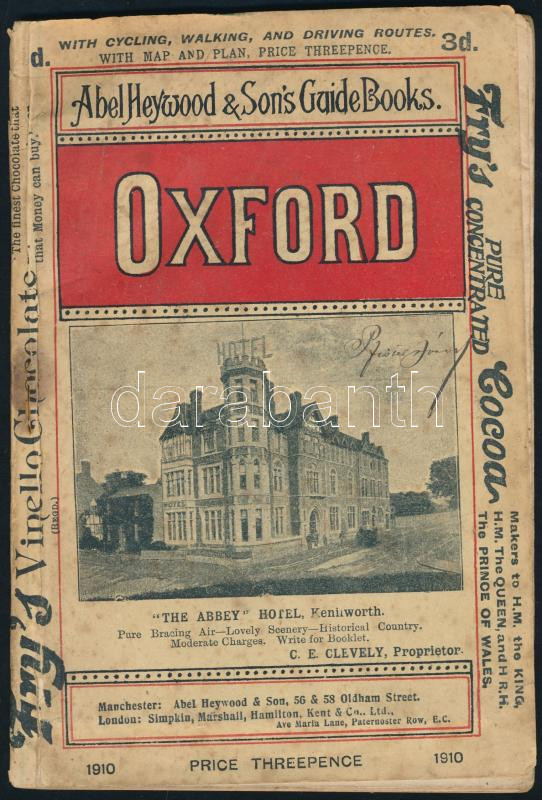 WITH CYCLING, WALKING, AND DRIVING ROUTES.
d. WITH MAP AND PLAN, PRICE THREEPENCE. 3d.
Abel Heywood & Son's Guide Books.
OXFORD
HOTEL
darabanth
HOTEL
"THE ABBEY" HOTEL, Kenilworth.
Pure Bracing Air—Lovely Scenery—Historical Country.
Moderate Charges. Write for Booklet.
C. E. CLEVELY, Proprietor.
Manchester: Abel Heywood & Son, 56 & 58 Oldham Street.
London: Simpkin, Marshall, Hamilton, Kent & Co., Ltd.,
Ave Maria Lane, Paternoster Row, E.C.
1910 PRICE THREEPENCE 1910
Fry's Vinello Chocolate—
(REGD.)
"The finest Chocolate that
that Money can buy."
Fry's PURE
CONCENTRATED
Cocoa
Makers to H.M. the KING,
H.M. The QUEEN, and H R.H.
The PRINCE OF WALES.